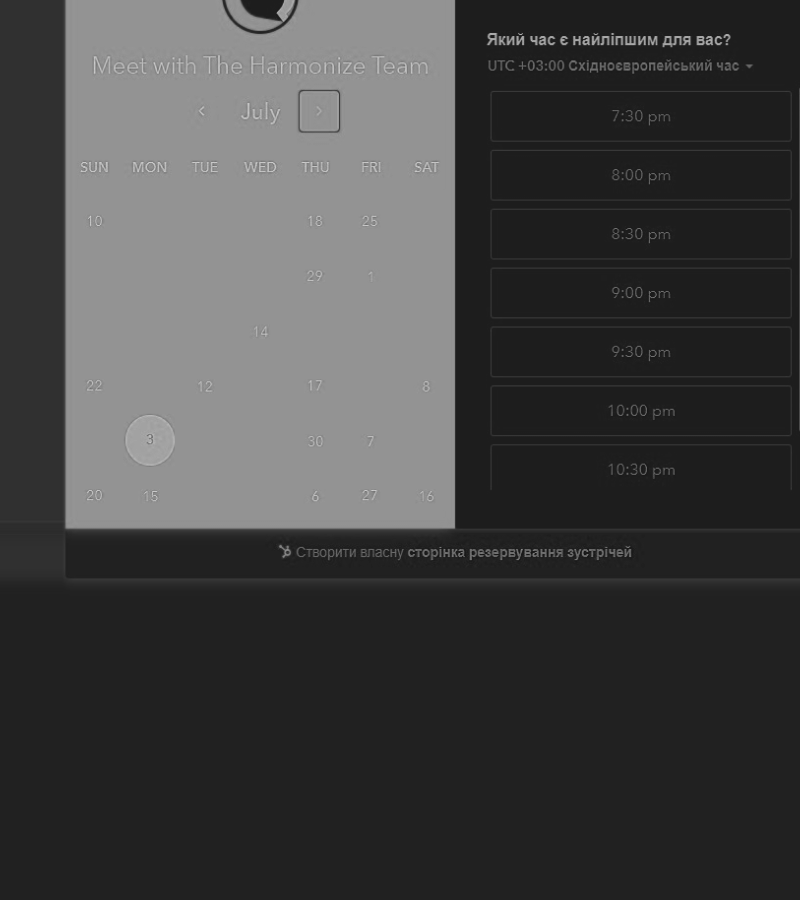 Meet with The Harmonize Team
July
SUN MON TUE WED THU FRI SAT
10 18 25
29 1
14
22 12 17 8
3 30 7
20 15 6 27 16
Який час є найліпшим для вас?
UTC +03:00 Східноєвропейський час
7:30 pm
8:00 pm
8:30 pm
9:00 pm
9:30 pm
10:00 pm
10:30 pm
Створити власну сторінка резервування зустрічей